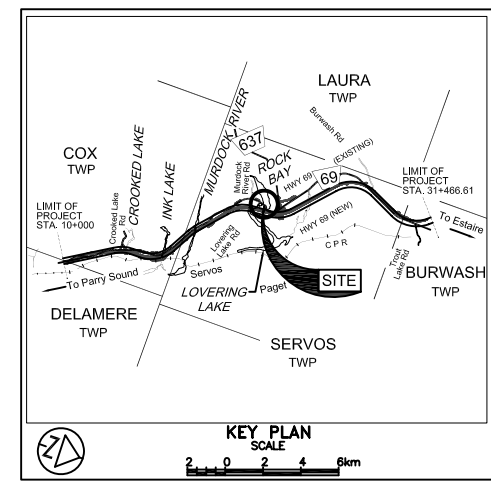 LAURA
TWP
Burwash Rd
MURDOCK RIVER
637
COX
TWP
Crooked Lake
Rd
CROOKED LAKE
INK LAKE
Murdock
River Rd
ROCK
BAY
HWY 69
(EXISTING)
69
LIMIT OF
PROJECT
STA. 31+466.61
LIMIT OF
PROJECT
STA. 10+000
To Estaire
HWY 69 (NEW)
Lovering
Lake Rd
C P R
Trout
Lake Rd
To Parry Sound
Servos
Paget
SITE
BURWASH
TWP
LOVERING
LAKE
DELAMERE
TWP
SERVOS
TWP
KEY PLAN
SCALE
2 0 2 4 6km
Z